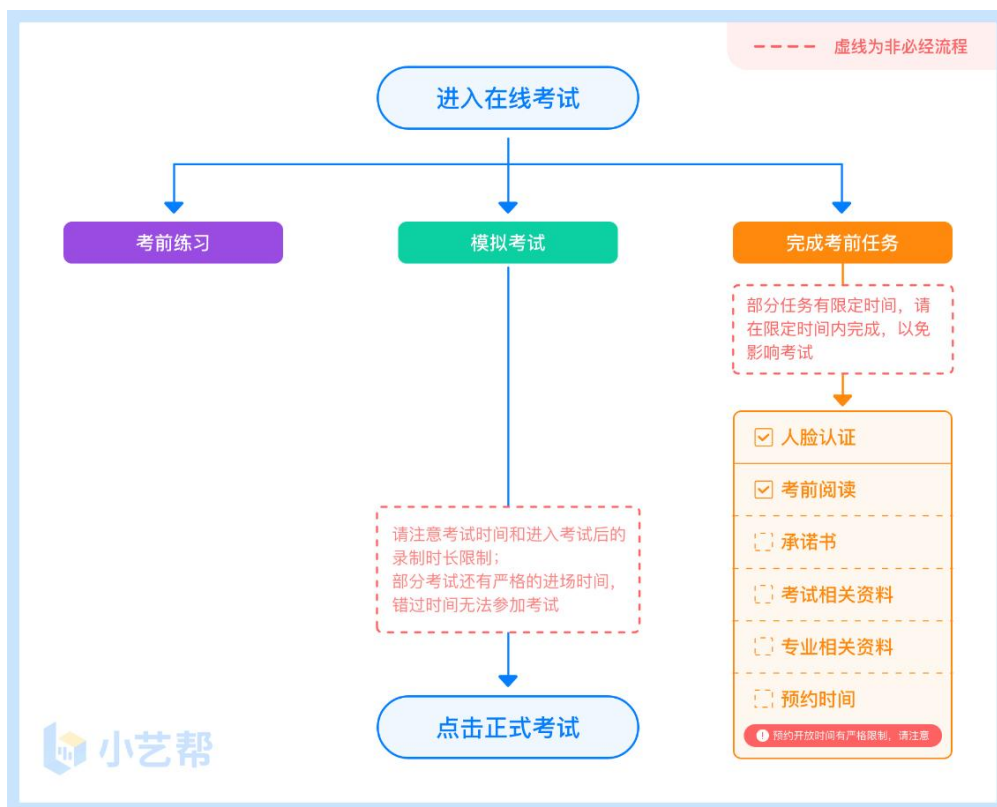 虚线为非必经流程
进入在线考试
考前练习
模拟考试
完成考前任务
部分任务有限定时间，请
在限定时间内完成，以免
影响考试
人脸认证
考前阅读
承诺书
考试相关资料
专业相关资料
预约时间
预约开放时间有严格限制，请注意
请注意考试时间和进入考试后的
录制时长限制；
部分考试还有严格的进场时间，
错过时间无法参加考试
点击正式考试
小艺帮